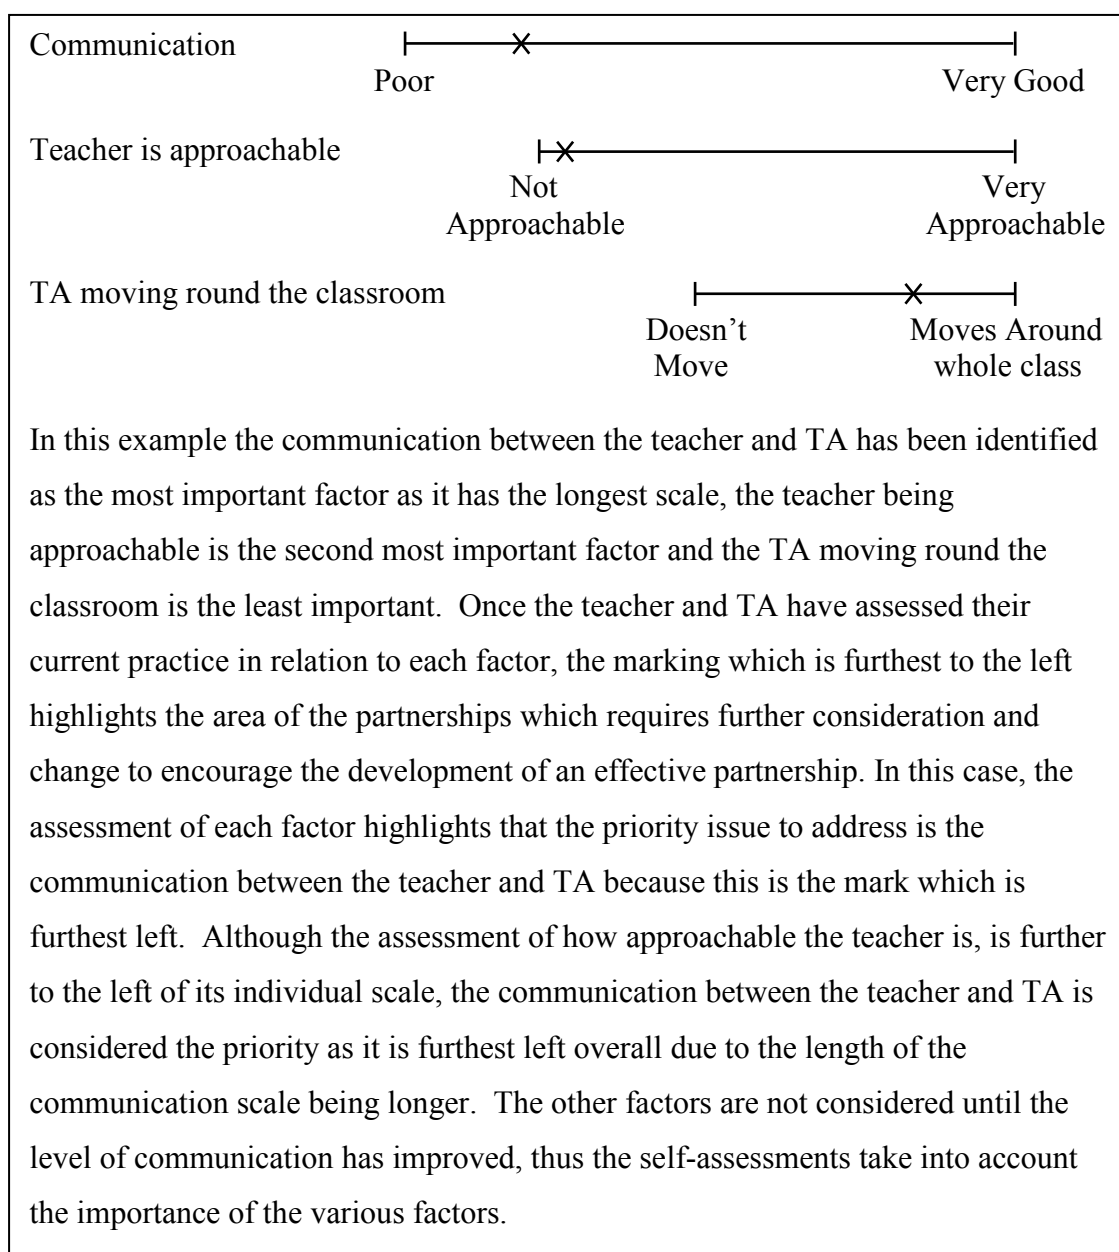 Communication
Poor Very Good
Teacher is approachable
Not Very
Approachable Approachable
TA moving round the classroom
Doesn’t Moves Around
Move whole class
In this example the communication between the teacher and TA has been identified
as the most important factor as it has the longest scale, the teacher being
approachable is the second most important factor and the TA moving round the
classroom is the least important.  Once the teacher and TA have assessed their
current practice in relation to each factor, the marking which is furthest to the left
highlights the area of the partnerships which requires further consideration and
change to encourage the development of an effective partnership. In this case, the
assessment of each factor highlights that the priority issue to address is the
communication between the teacher and TA because this is the mark which is
furthest left.  Although the assessment of how approachable the teacher is, is further
to the left of its individual scale, the communication between the teacher and TA is
considered the priority as it is furthest left overall due to the length of the
communication scale being longer.  The other factors are not considered until the
level of communication has improved, thus the self-assessments take into account
the importance of the various factors.